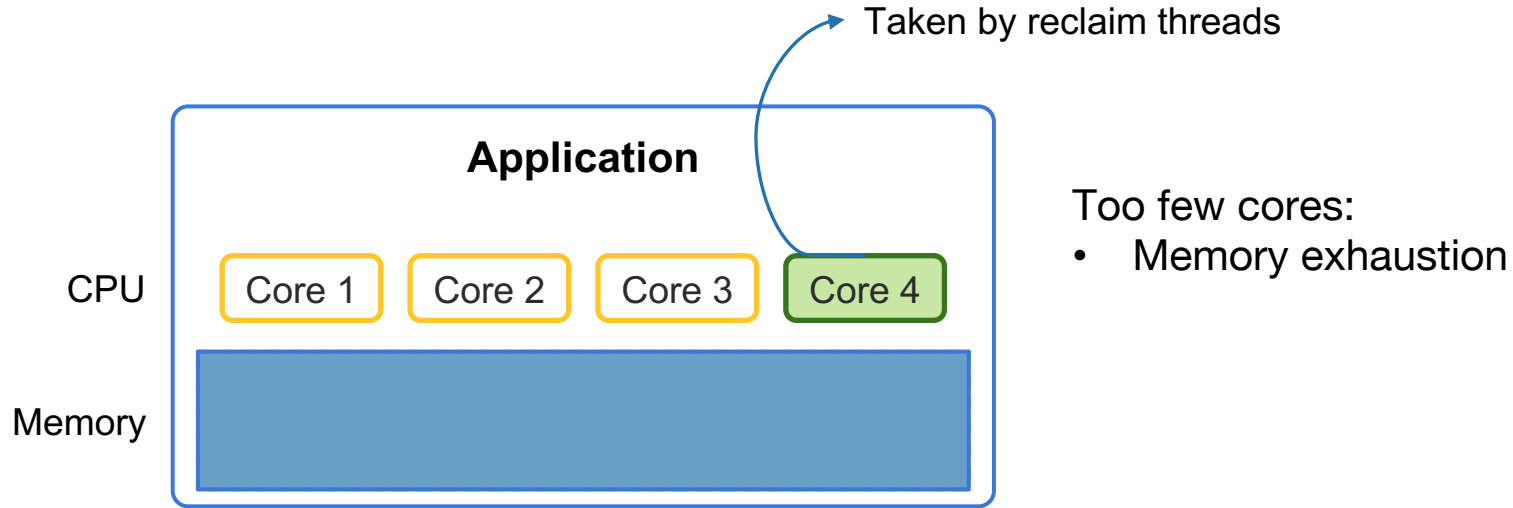 Taken by reclaim threads
Application
Too few cores:
• Memory exhaustion
CPU
Core 1
Core 2
Core 3
Core 4
Memory